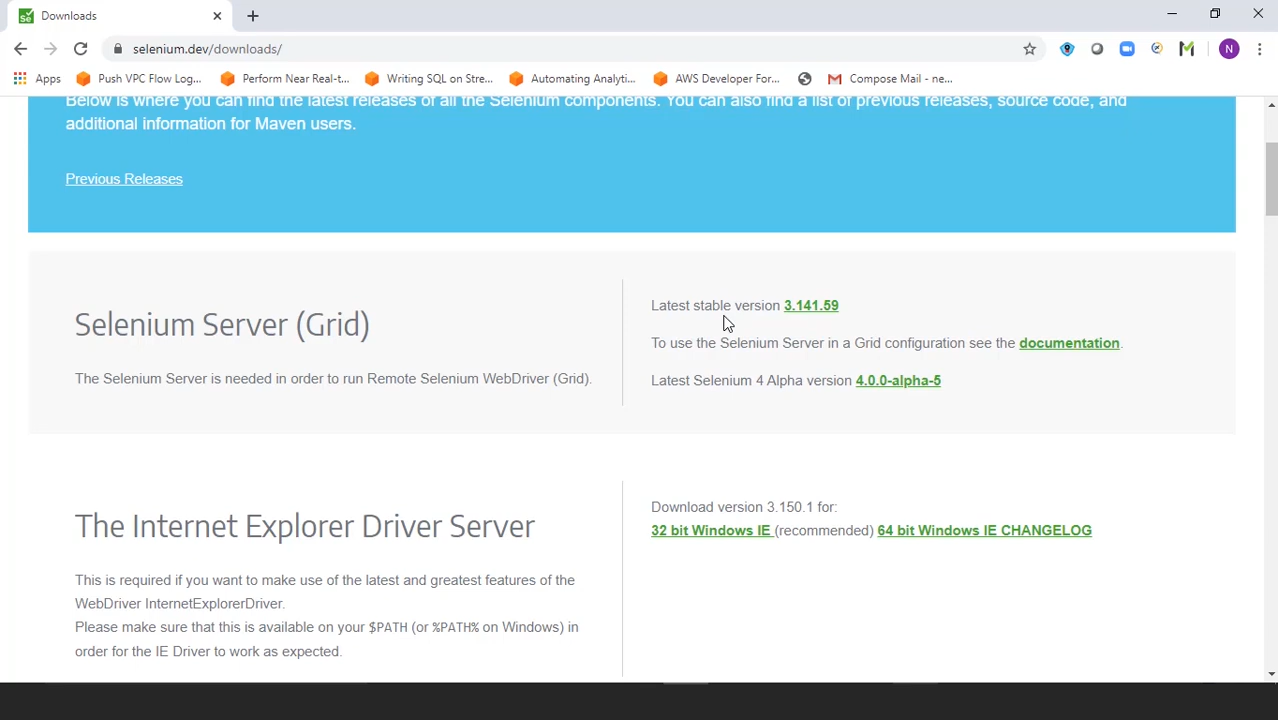 Downloads
selenium.dev/downloads/
N
Apps
Push VPC Flow Log...
Perform Near Real-t...
Writing SQL on Stre...
Automating Analyti...
AWS Developer For...
Compose Mail - ne...
Below is where you can find the latest releases of all the Selenium components. You can also find a list of previous releases, source code, and
additional information for Maven users.
Previous Releases
Selenium Server (Grid)
The Selenium Server is needed in order to run Remote Selenium WebDriver (Grid).
Latest stable version 3.141.59
To use the Selenium Server in a Grid configuration see the documentation.
Latest Selenium 4 Alpha version 4.0.0-alpha-5
The Internet Explorer Driver Server
This is required if you want to make use of the latest and greatest features of the
WebDriver InternetExplorerDriver.
Please make sure that this is available on your $PATH (or %PATH% on Windows) in
order for the IE Driver to work as expected.
Download version 3.150.1 for:
32 bit Windows IE (recommended) 64 bit Windows IE CHANGELOG